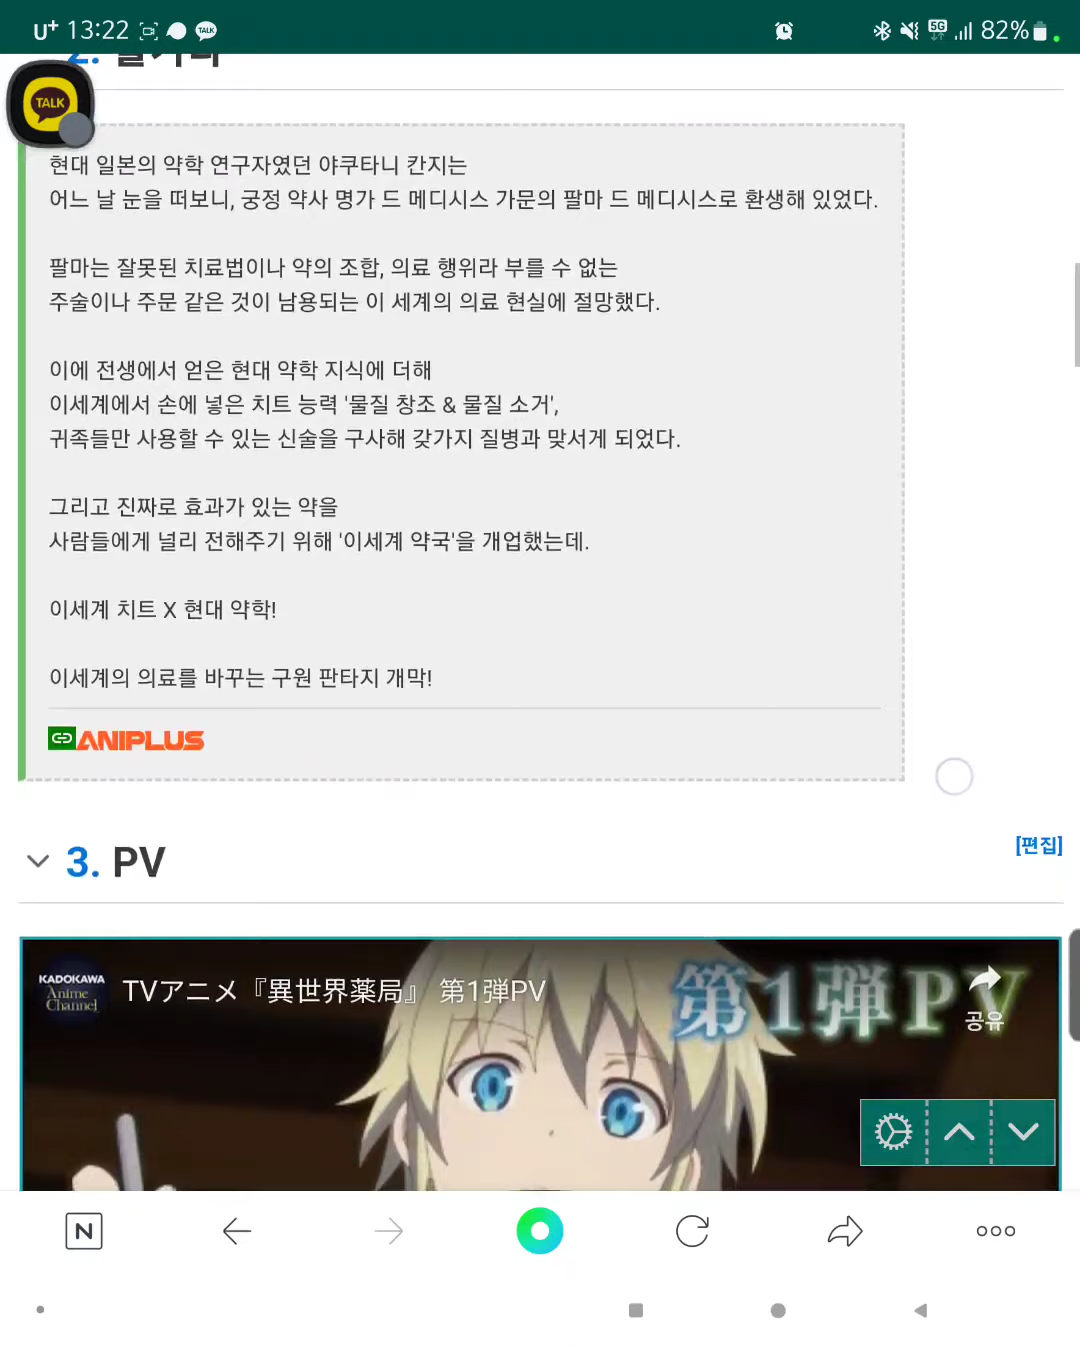 U+ 13:22 TALK 5G 82%
2. 줄거리
TALK
현대 일본의 약학 연구자였던 야쿠타니 칸지는
어느 날 눈을 떠보니, 궁정 약사 명가 드 메디시스 가문의 팔마 드 메디시스로 환생해 있었다.
팔마는 잘못된 치료법이나 약의 조합, 의료 행위라 부를 수 없는
주술이나 주문 같은 것이 남용되는 이 세계의 의료 현실에 절망했다.
이에 전생에서 얻은 현대 약학 지식에 더해
이세계에서 손에 넣은 치트 능력 '물질 창조 & 물질 소거',
귀족들만 사용할 수 있는 신술을 구사해 갖가지 질병과 맞서게 되었다.
그리고 진짜로 효과가 있는 약을
사람들에게 널리 전해주기 위해 '이세계 약국'을 개업했는데.
이세계 치트 X 현대 약학!
이세계의 의료를 바꾸는 구원 판타지 개막!
ANIPLUS
3. PV
[편집]
KADOKAWA
Anime
Channel
TVアニメ『異世界薬局』 第1弾PV
第1弾PV
공유
N